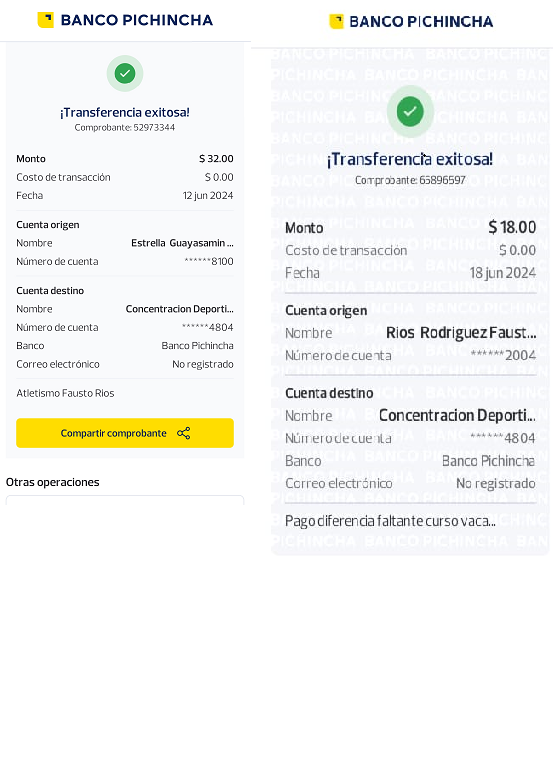 BANCO PICHINCHA
¡Transferencia exitosa!
Comprobante: 52973344
Monto $ 32.00
Costo de transacción $ 0.00
Fecha 12 jun 2024
Cuenta origen
Nombre Estrella Guayasamin ...
Número de cuenta ******8100
Cuenta destino
Nombre Concentracion Deporti...
Número de cuenta ******4804
Banco Banco Pichincha
Correo electrónico No registrado
Atletismo Fausto Rios
Compartir comprobante
Otras operaciones
BANCO PICHINCHA
¡Transferencia exitosa!
Comprobante: 66896597
Monto $ 18.00
Costo de transacción $ 0.00
Fecha 18 jun 2024
Cuenta origen
Nombre Rios Rodriguez Faust...
Número de cuenta ******2004
Cuenta destino
Nombre Concentracion Deporti...
Número de cuenta ******4804
Banco Banco Pichincha
Correo electrónico No registrado
Pago diferencia faltante curso vaca...